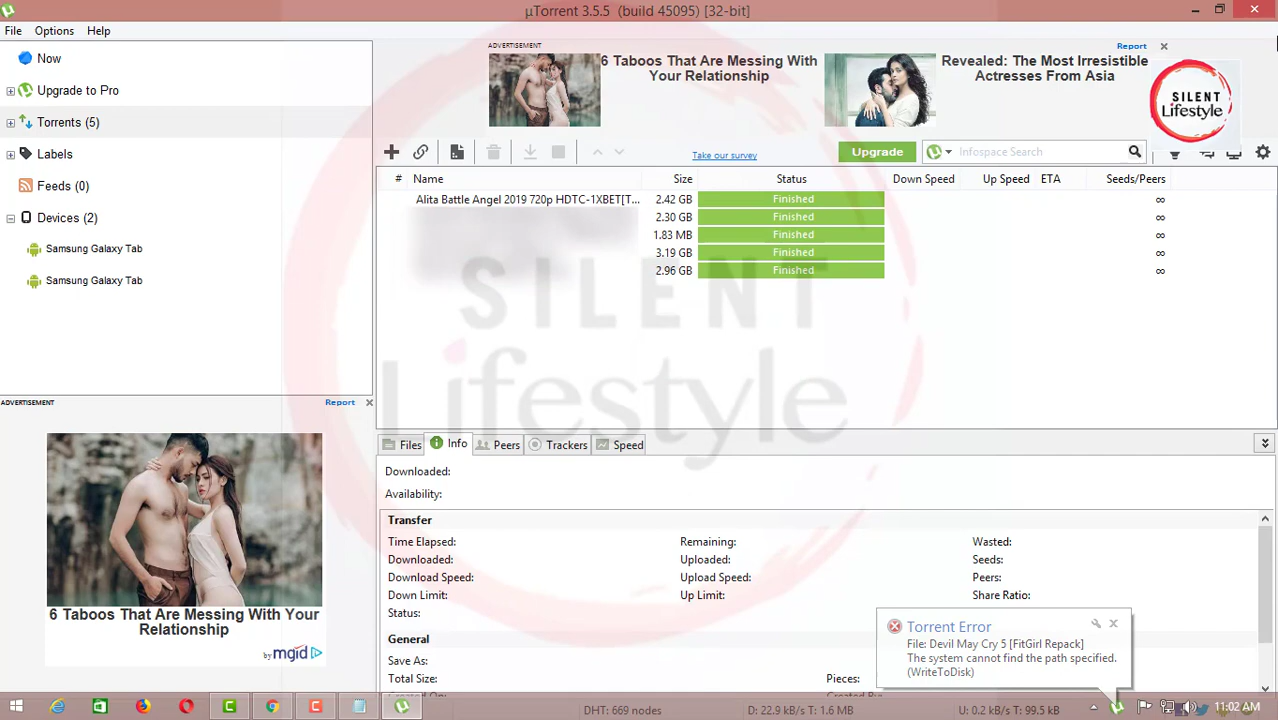 µTorrent 3.5.5 (build 45095) [32-bit]
File Options Help
ADVERTISEMENT
Report
6 Taboos That Are Messing With
Your Relationship
Revealed: The Most Irresistible
Actresses From Asia
SILENT
Lifestyle
Now
Upgrade to Pro
Torrents (5)
Labels
Feeds (0)
Devices (2)
Samsung Galaxy Tab
Samsung Galaxy Tab
Take our survey
Upgrade
Infospace Search
# Name Size Status Down Speed Up Speed ETA Seeds/Peers
Alita Battle Angel 2019 720p HDTC-1XBET[T... 2.42 GB Finished ∞
2.30 GB Finished ∞
1.83 MB Finished ∞
3.19 GB Finished ∞
2.96 GB Finished ∞
SILENT
Lifestyle
ADVERTISEMENT
Report
6 Taboos That Are Messing With Your
Relationship
by mgid
Files Info Peers Trackers Speed
Downloaded:
Availability:
Transfer
Time Elapsed: Remaining: Wasted:
Downloaded: Uploaded: Seeds:
Download Speed: Upload Speed: Peers:
Down Limit: Up Limit: Share Ratio:
Status:
General
Save As:
Total Size: Pieces:
Torrent Error
File: Devil May Cry 5 [FitGirl Repack]
The system cannot find the path specified.
(WriteToDisk)
DHT: 669 nodes D: 22.9 kB/s T: 1.6 MB U: 0.2 kB/s T: 99.5 kB
11:02 AM